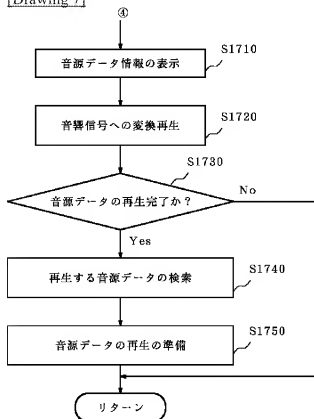 [Drawing 7]
④
音源データ情報の表示
S1710
音響信号への変換再生
S1720
音源データの再生完了か？
S1730
No
Yes
再生する音源データの検索
S1740
音源データの再生の準備
S1750
リターン